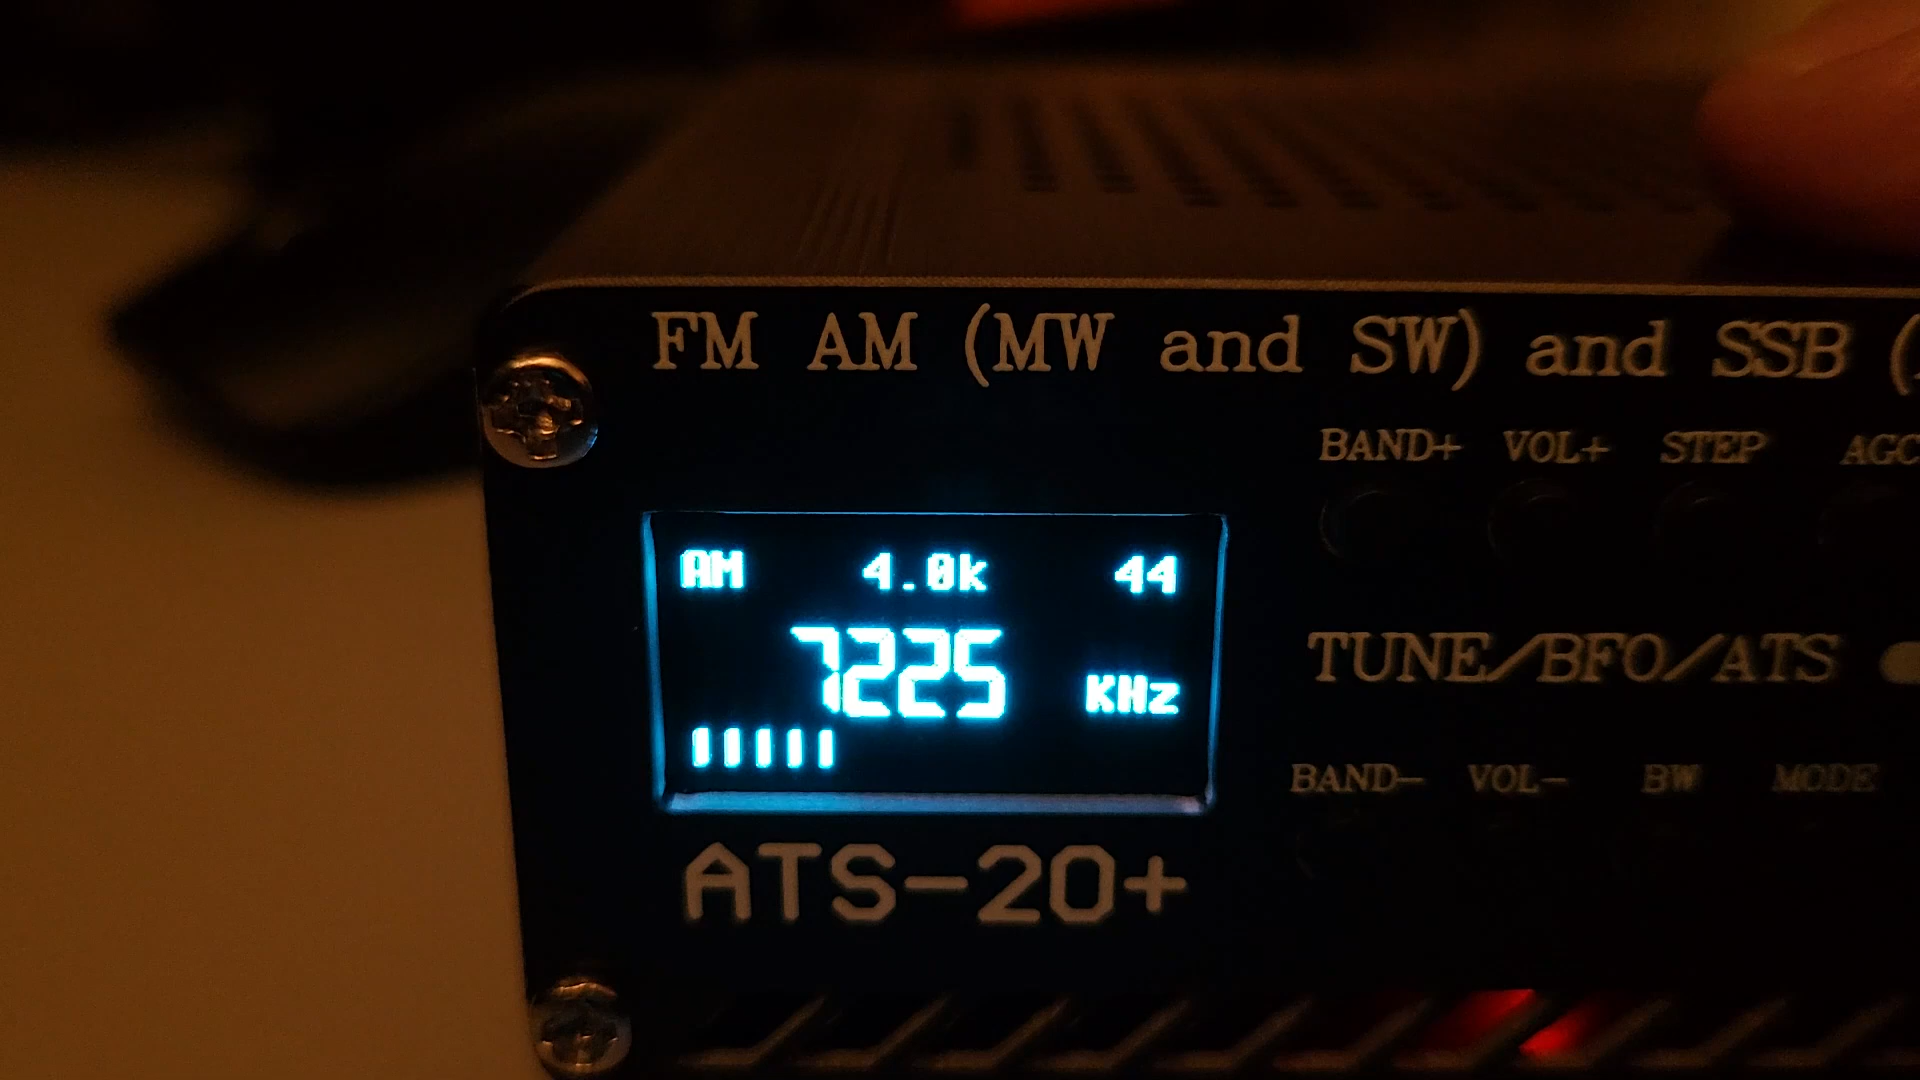 FM AM (MW and SW) and SSB (
BAND+ VOL+ STEP AGC
AM 4.0k 44
7225 KHz
TUNE/BFO/ATS
BAND- VOL- BW MODE
ATS-20+